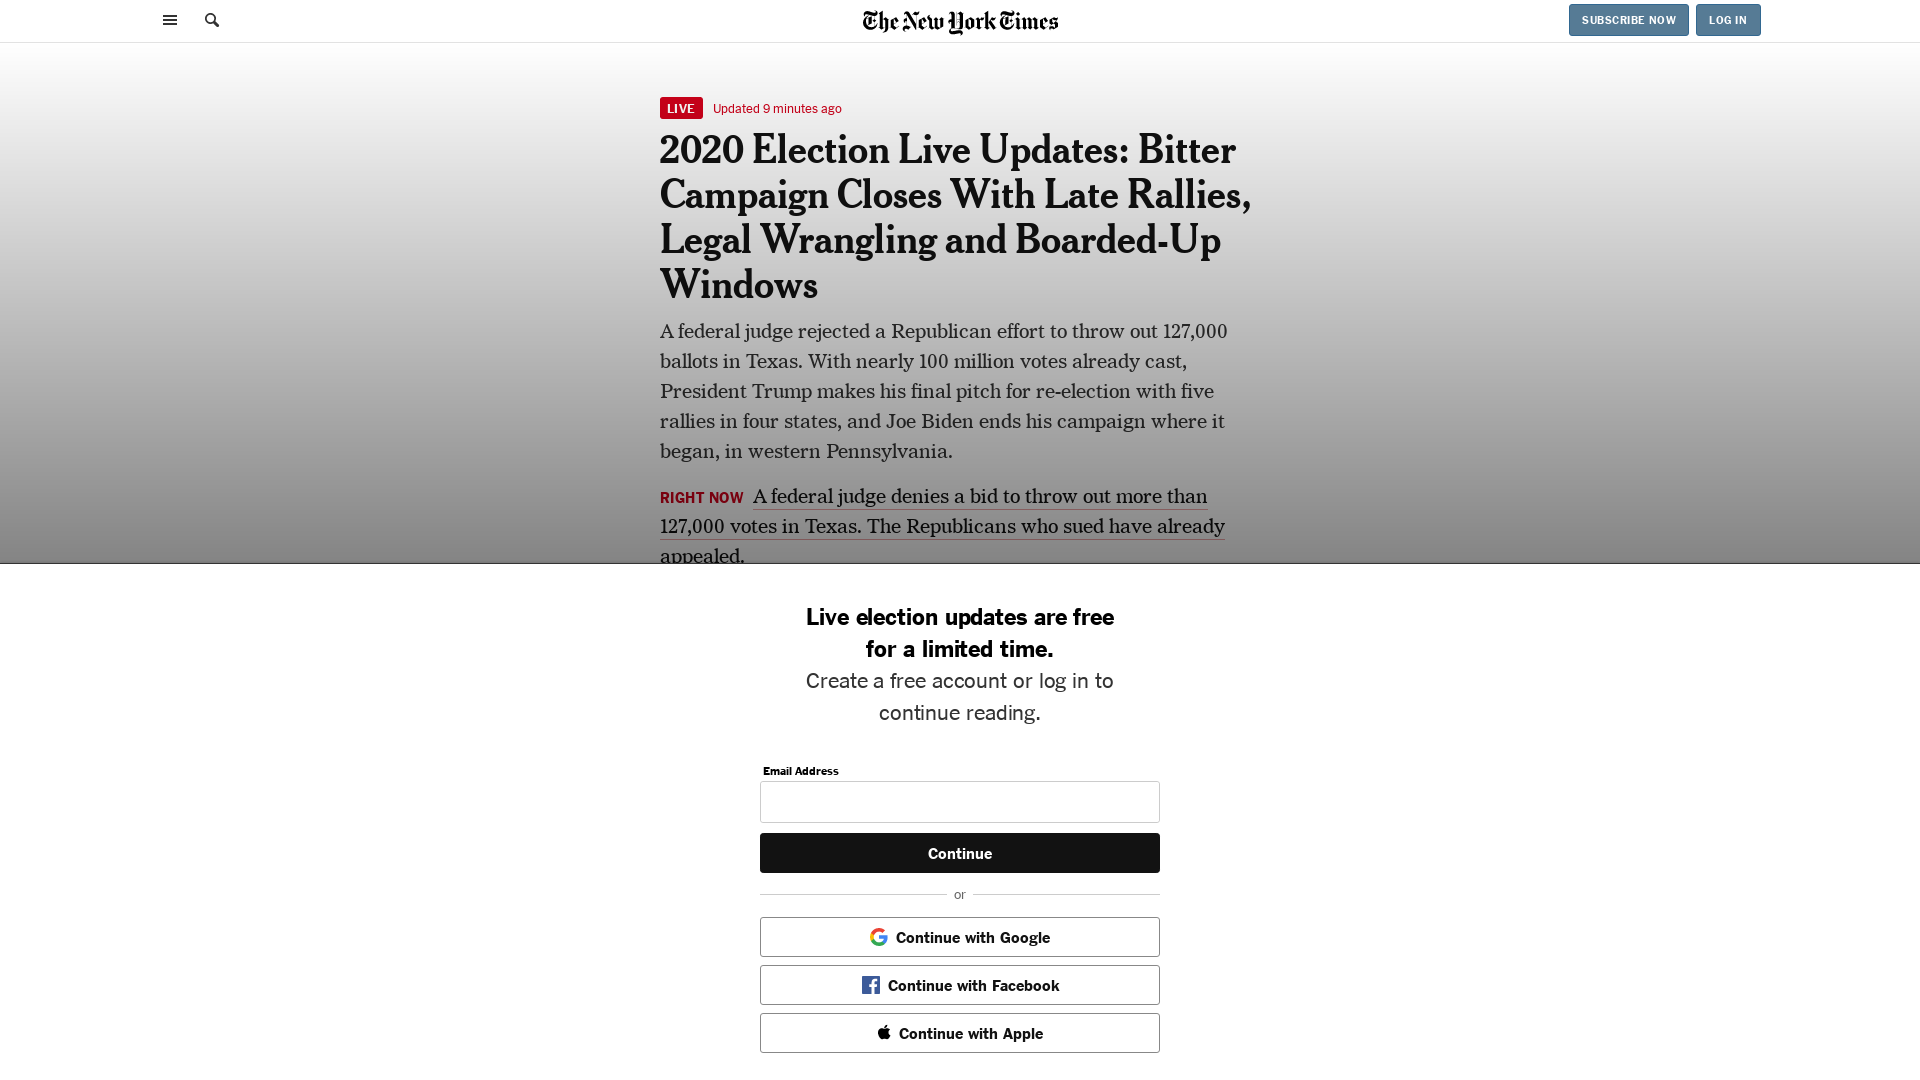 The New York Times
SUBSCRIBE NOW
LOG IN
LIVE
Updated 9 minutes ago
2020 Election Live Updates: Bitter
Campaign Closes With Late Rallies,
Legal Wrangling and Boarded-Up
Windows
A federal judge rejected a Republican effort to throw out 127,000
ballots in Texas. With nearly 100 million votes already cast,
President Trump makes his final pitch for re-election with five
rallies in four states, and Joe Biden ends his campaign where it
began, in western Pennsylvania.
RIGHT NOW A federal judge denies a bid to throw out more than
127,000 votes in Texas. The Republicans who sued have already
appealed.
Live election updates are free
for a limited time.
Create a free account or log in to
continue reading.
Email Address
Continue
or
Continue with Google
Continue with Facebook
Continue with Apple